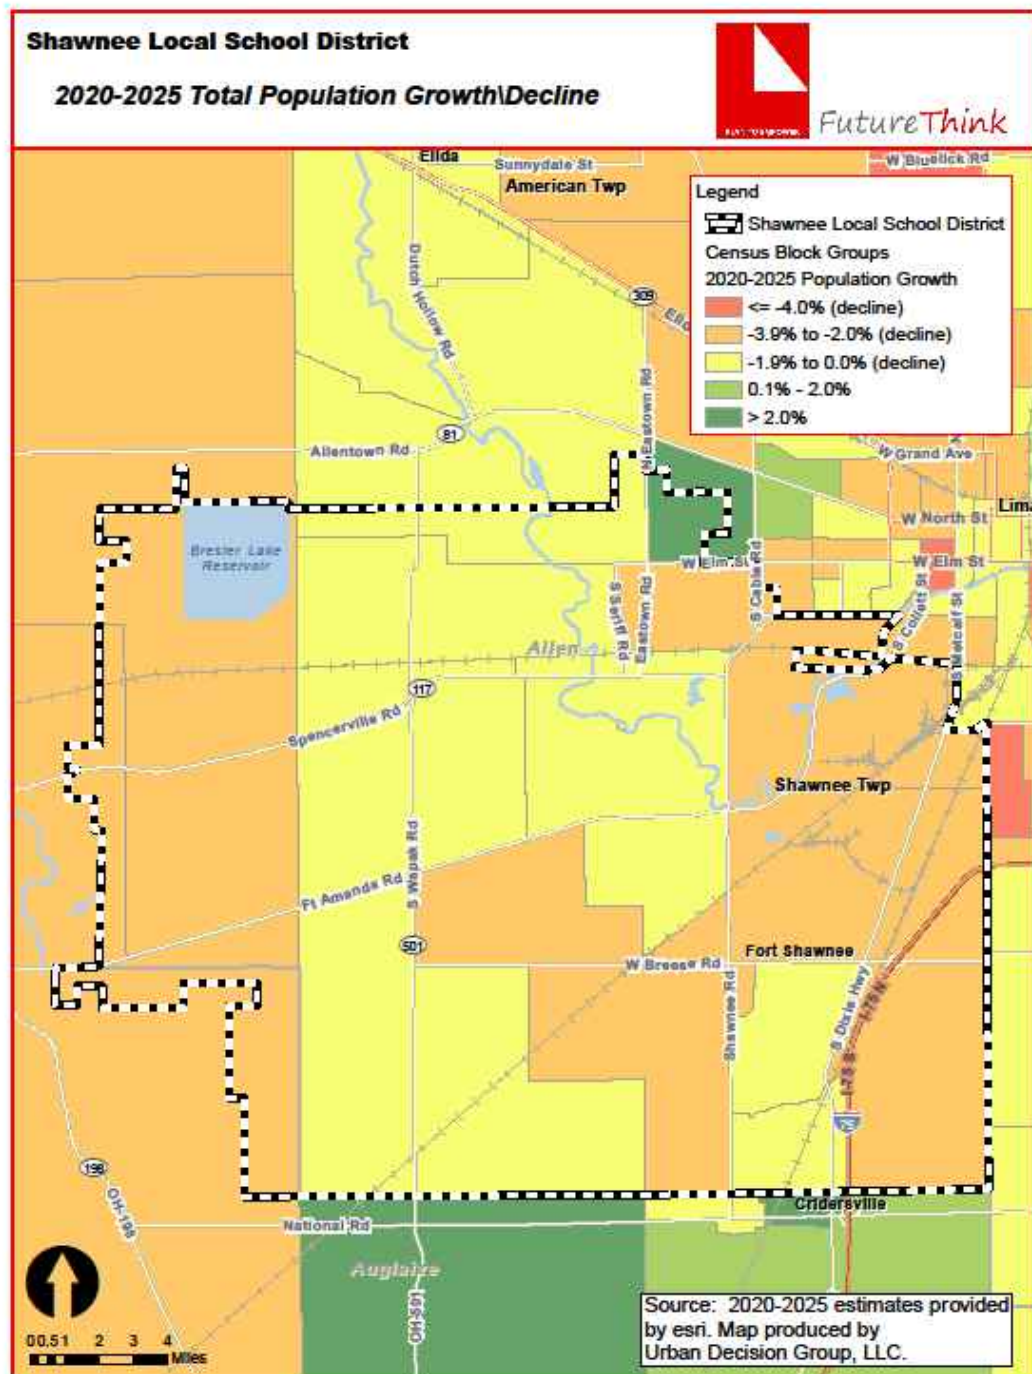 Shawnee Local School District
2020-2025 Total Population Growth\Decline
FutureThink
Elida
Sunnydale St
W Bluelick Rd
American Twp
Legend
Shawnee Local School District
Census Block Groups
2020-2025 Population Growth
<= -4.0% (decline)
-3.9% to -2.0% (decline)
-1.9% to 0.0% (decline)
0.1% - 2.0%
> 2.0%
Dutch Hollow Rd
309
N Eastown Rd
81
Allentown Rd
W Grand Ave
W North St
Lima
Bresler Lake
Reservoir
W Elm St
W Elm St
S Cable Rd
S Seriff Rd
Eastown Rd
S Collett St
S Metcalf St
Allen
117
Spencerville Rd
Shawnee Twp
S Wapak Rd
Ft Amanda Rd
501
W Breese Rd
Fort Shawnee
Shawnee Rd
S Dixie Hwy
I-75 N
I-75 S
75
198
OH-198
National Rd
Cridersville
Auglaize
OH-501
Source: 2020-2025 estimates provided
by esri. Map produced by
Urban Decision Group, LLC.
0 0.5 1 2 3 4
Miles